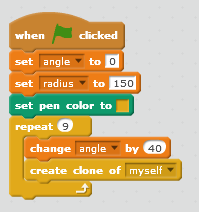 when clicked
set angle to 0
set radius to 150
set pen color to
repeat 9
change angle by 40
create clone of myself